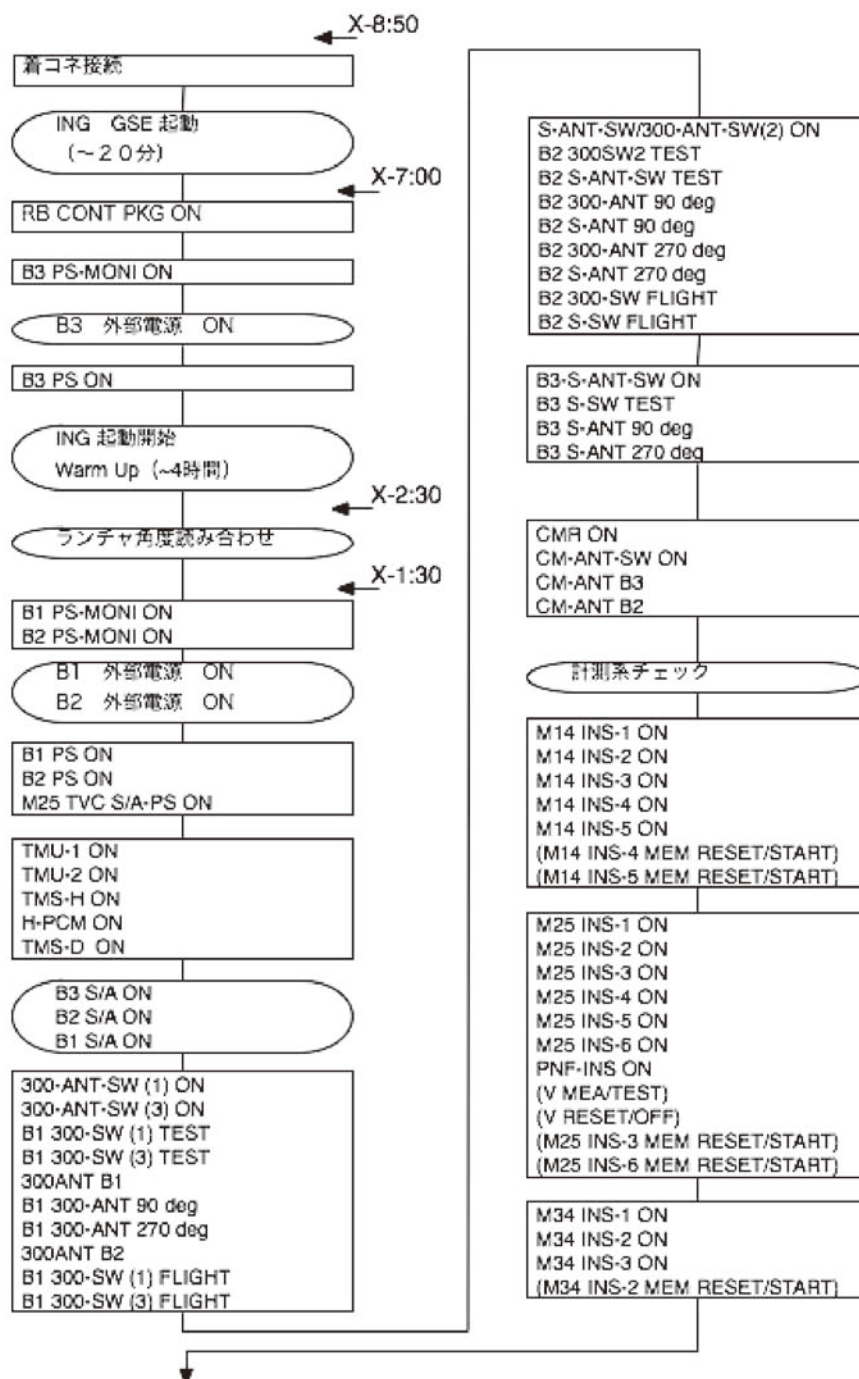 X-8:50
着コネ接続
ING GSE 起動
(～２０分)
X-7:00
RB CONT PKG ON
B3 PS-MONI ON
B3 外部電源 ON
B3 PS ON
ING 起動開始
Warm Up (~4時間)
X-2:30
ランチャ角度読み合わせ
X-1:30
B1 PS-MONI ON
B2 PS-MONI ON
B1 外部電源 ON
B2 外部電源 ON
B1 PS ON
B2 PS ON
M25 TVC S/A-PS ON
TMU-1 ON
TMU-2 ON
TMS-H ON
H-PCM ON
TMS-D ON
B3 S/A ON
B2 S/A ON
B1 S/A ON
300-ANT-SW (1) ON
300-ANT-SW (3) ON
B1 300-SW (1) TEST
B1 300-SW (3) TEST
300ANT B1
B1 300-ANT 90 deg
B1 300-ANT 270 deg
300ANT B2
B1 300-SW (1) FLIGHT
B1 300-SW (3) FLIGHT
S-ANT-SW/300-ANT-SW(2) ON
B2 300SW2 TEST
B2 S-ANT-SW TEST
B2 300-ANT 90 deg
B2 S-ANT 90 deg
B2 300-ANT 270 deg
B2 S-ANT 270 deg
B2 300-SW FLIGHT
B2 S-SW FLIGHT
B3-S-ANT-SW ON
B3 S-SW TEST
B3 S-ANT 90 deg
B3 S-ANT 270 deg
CMR ON
CM-ANT-SW ON
CM-ANT B3
CM-ANT B2
計測系チェック
M14 INS-1 ON
M14 INS-2 ON
M14 INS-3 ON
M14 INS-4 ON
M14 INS-5 ON
(M14 INS-4 MEM RESET/START)
(M14 INS-5 MEM RESET/START)
M25 INS-1 ON
M25 INS-2 ON
M25 INS-3 ON
M25 INS-4 ON
M25 INS-5 ON
M25 INS-6 ON
PNF-INS ON
(V MEA/TEST)
(V RESET/OFF)
(M25 INS-3 MEM RESET/START)
(M25 INS-6 MEM RESET/START)
M34 INS-1 ON
M34 INS-2 ON
M34 INS-3 ON
(M34 INS-2 MEM RESET/START)